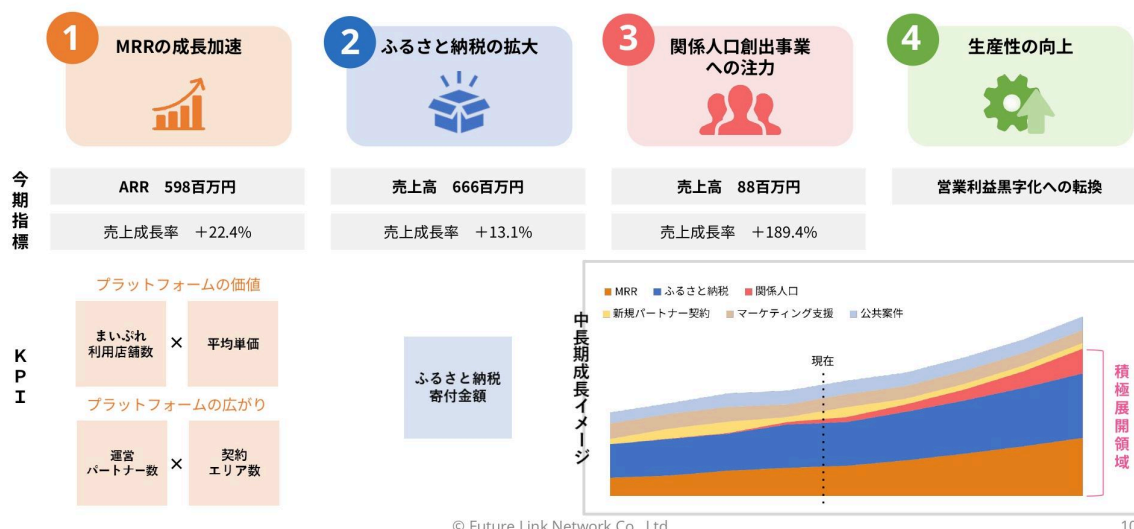 1
MRRの成長加速
2
ふるさと納税の拡大
3
関係人口創出事業
への注力
4
生産性の向上
今期指標
ARR 598百万円
売上高 666百万円
売上高 88百万円
営業利益黒字化への転換
売上成長率 +22.4%
売上成長率 +13.1%
売上成長率 +189.4%
KPI
プラットフォームの価値
まいぷれ
利用店舗数
×
平均単価
プラットフォームの広がり
運営
パートナー数
×
契約
エリア数
ふるさと納税
寄付金額
中長期成長イメージ
MRR
ふるさと納税
関係人口
新規パートナー契約
マーケティング支援
公共案件
現在
積極展開領域
© Future Link Network Co., Ltd